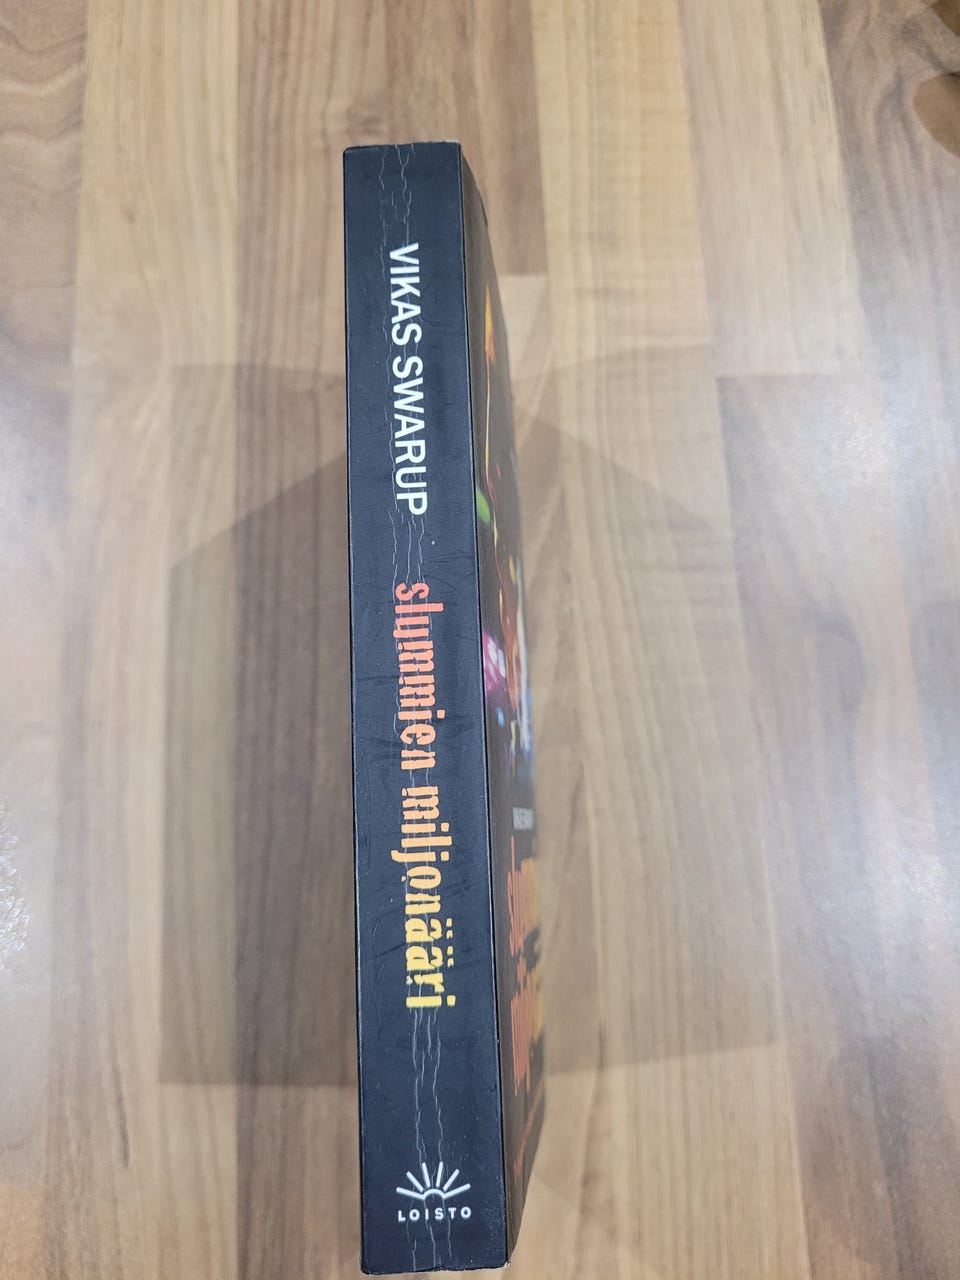 VIKAS SWARUP
slummien miljonääri
LOISTO